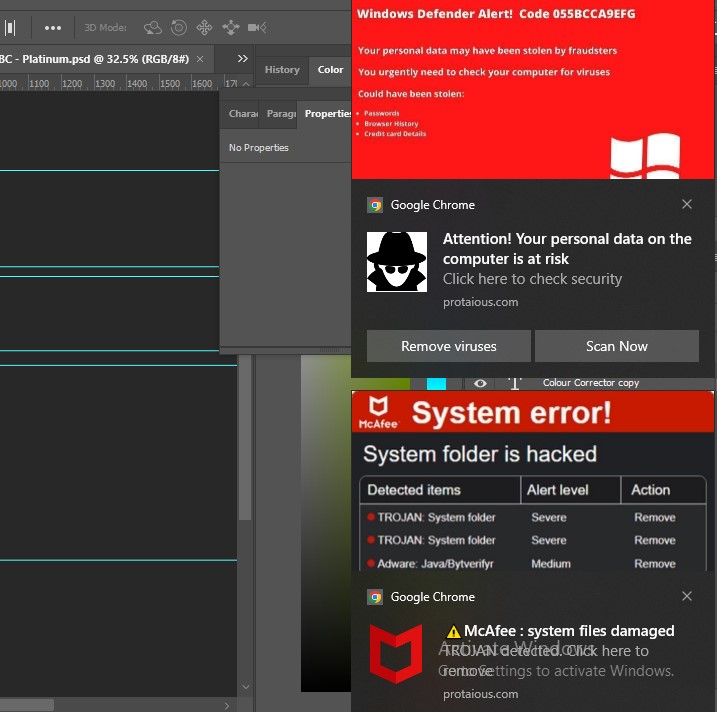 3D Mode:
BC - Platinum.psd @ 32.5% (RGB/8#) ×
1000 1100 1200 1300 1400 1500 1600
History Color
Properties
No Properties
Windows Defender Alert! Code 055BCCA9EFG
Your personal data may have been stolen by fraudsters
You urgently need to check your computer for viruses
Could have been stolen:
• Passwords
• Browser History
• Credit card Details
Google Chrome
Attention! Your personal data on the
computer is at risk
Click here to check security
protaious.com
Remove viruses Scan Now
Colour Corrector copy
McAfee System error!
System folder is hacked
Detected items Alert level Action
TROJAN: System folder Severe Remove
TROJAN: System folder Severe Remove
Adware: Java/Bytverifyr Medium Remove
Google Chrome
McAfee : system files damaged
TROJAN detected. Click here to
remove
Activate Windows
Go to Settings to activate Windows.
protaious.com